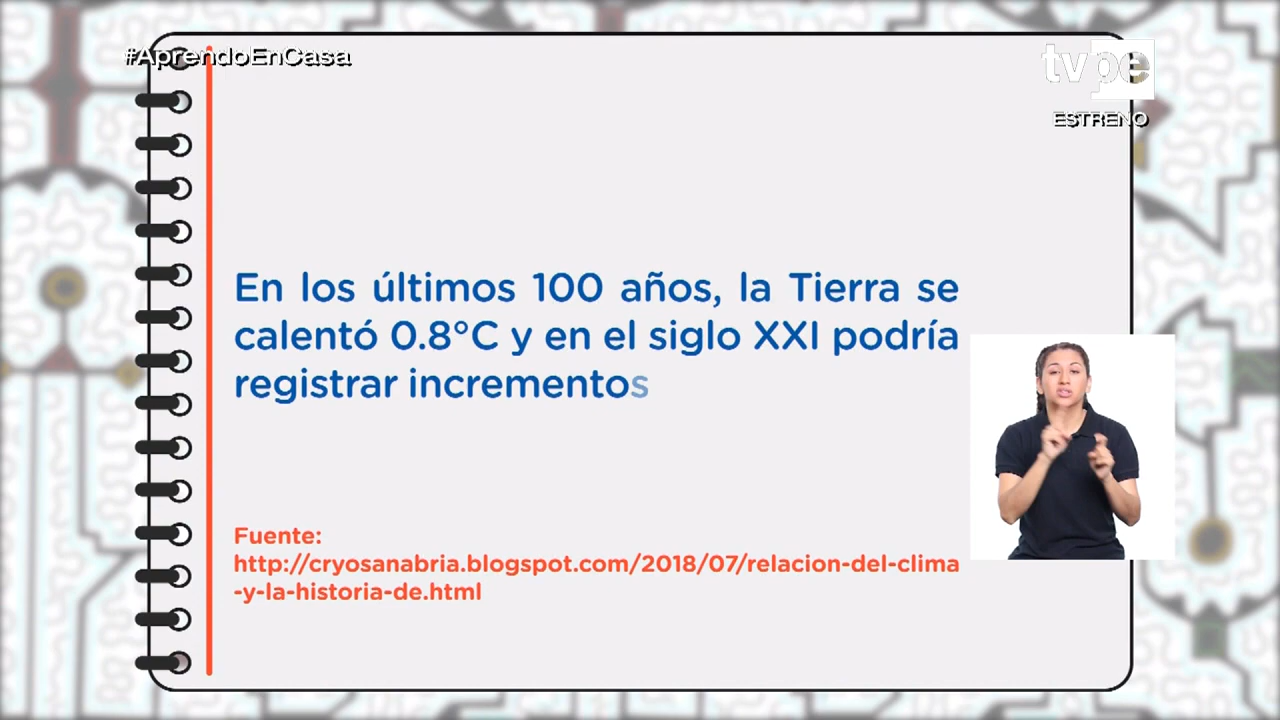 #AprendoEnCasa
tvpe
ESTRENO
En los últimos 100 años, la Tierra se
calentó 0.8°C y en el siglo XXI podría
registrar incrementos
Fuente:
http://cryosanabria.blogspot.com/2018/07/relacion-del-clima
-y-la-historia-de.html